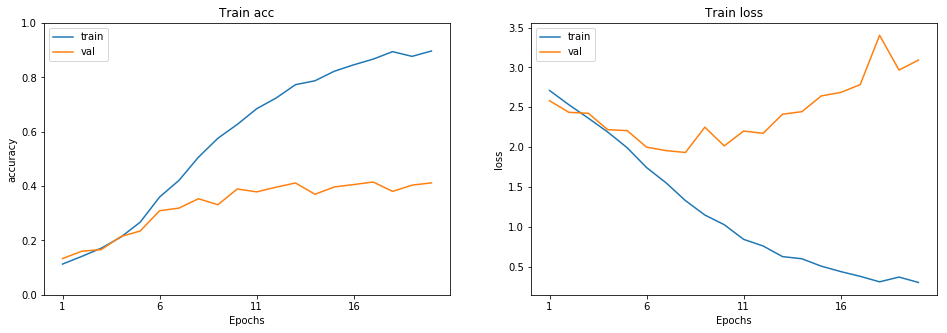 Train acc
train
val
accuracy
1.0
0.8
0.6
0.4
0.2
0.0
1 6 11 16
Epochs
Train loss
train
val
loss
3.5
3.0
2.5
2.0
1.5
1.0
0.5
1 6 11 16
Epochs